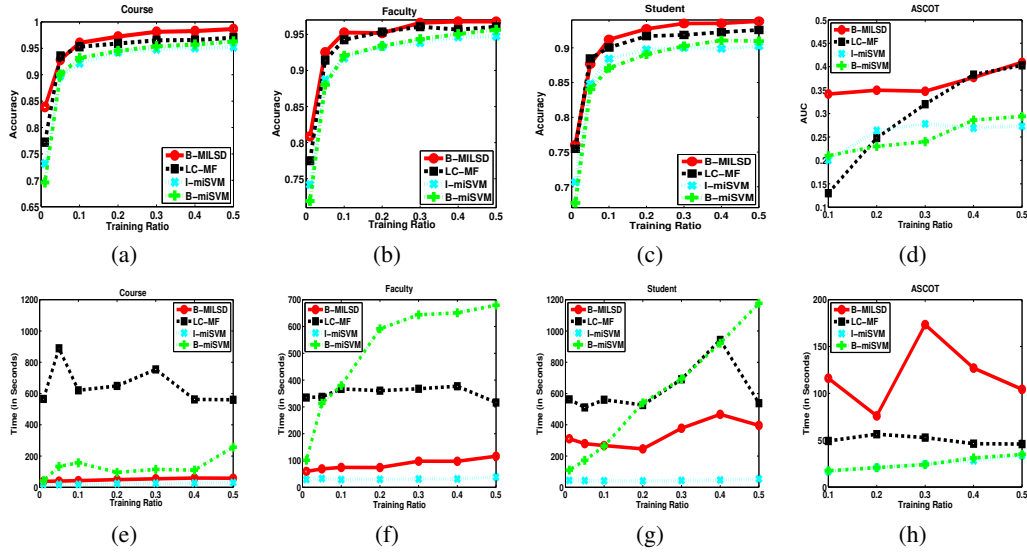 Course
Accuracy
1
0.95
0.9
0.85
0.8
0.75
0.7
0.65
0 0.1 0.2 0.3 0.4 0.5
Training Ratio
B-MILSD
LC-MF
I-miSVM
B-miSVM
(a)
Faculty
Accuracy
0.95
0.9
0.85
0.8
0.75
0 0.1 0.2 0.3 0.4 0.5
Training Ratio
B-MILSD
LC-MF
I-miSVM
B-miSVM
(b)
Student
Accuracy
0.9
0.85
0.8
0.75
0.7
0 0.1 0.2 0.3 0.4 0.5
Training Ratio
B-MILSD
LC-MF
I-miSVM
B-miSVM
(c)
ASCOT
AUC
0.5
0.45
0.4
0.35
0.3
0.25
0.2
0.15
0.1
0.1 0.2 0.3 0.4 0.5
Training Ratio
B-MILSD
LC-MF
I-miSVM
B-miSVM
(d)
Course
Time (in Seconds)
1200
1000
800
600
400
200
0
0 0.1 0.2 0.3 0.4 0.5
Training Ratio
B-MILSD
LC-MF
I-miSVM
B-miSVM
(e)
Faculty
Time (in Seconds)
700
600
500
400
300
200
100
0
0 0.1 0.2 0.3 0.4 0.5
Training Ratio
B-MILSD
LC-MF
I-miSVM
B-miSVM
(f)
Student
Time (in Seconds)
1200
1000
800
600
400
200
0
0 0.1 0.2 0.3 0.4 0.5
Training Ratio
B-MILSD
LC-MF
I-miSVM
B-miSVM
(g)
ASCOT
Time (in Seconds)
200
150
100
50
0
0.1 0.2 0.3 0.4 0.5
Training Ratio
B-MILSD
LC-MF
I-miSVM
B-miSVM
(h)